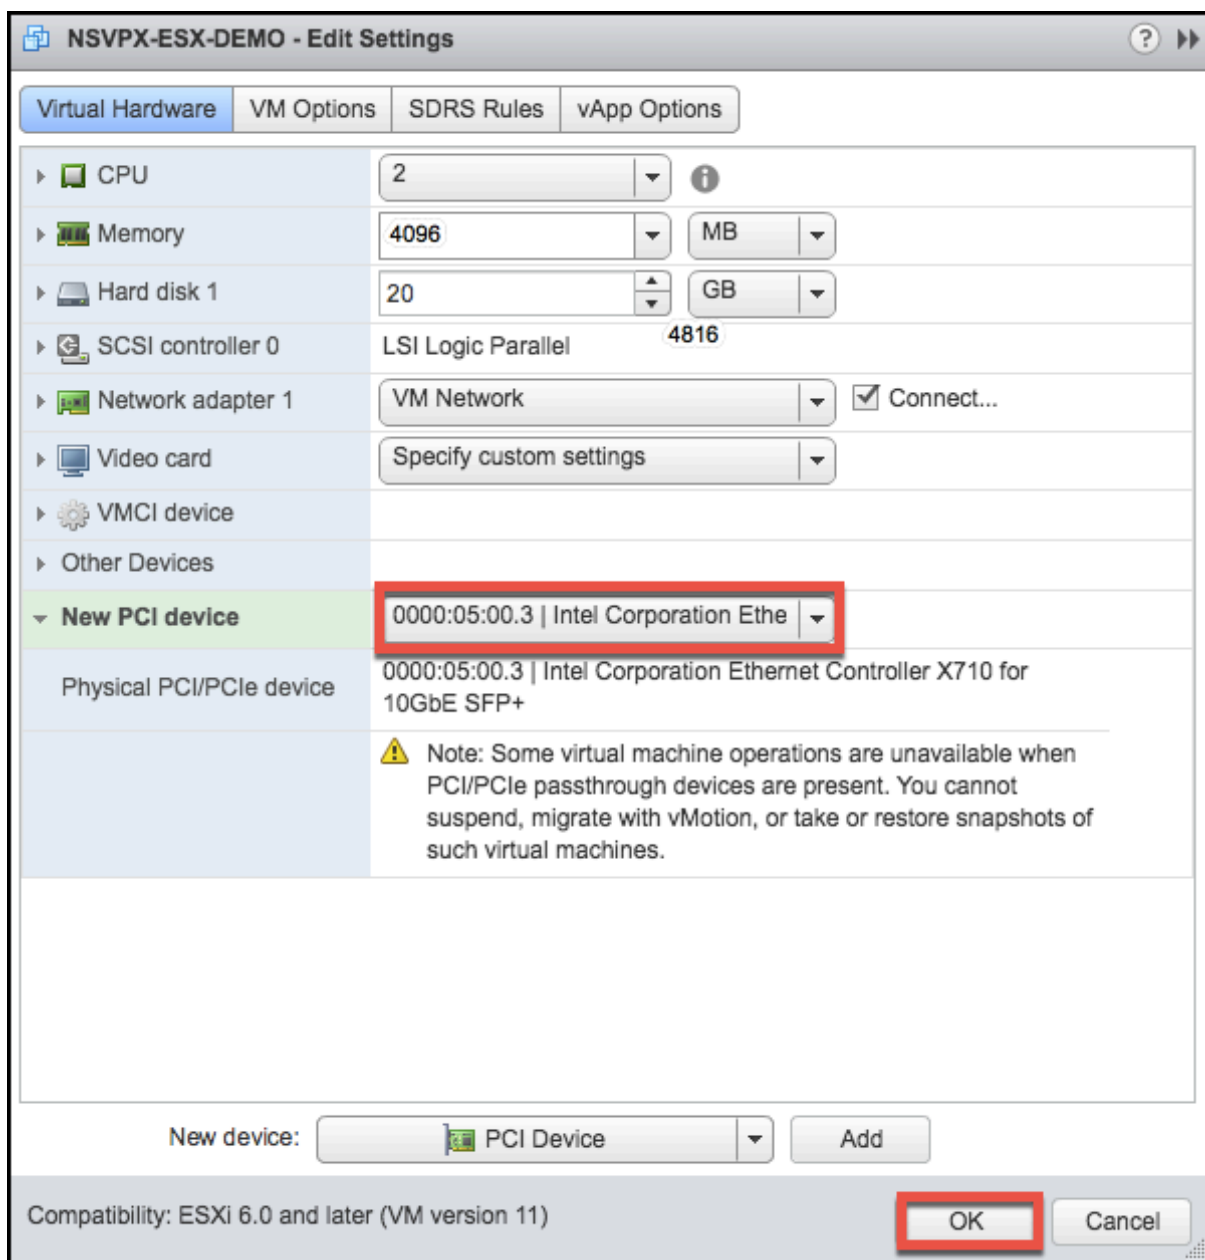 NSVPX-ESX-DEMO - Edit Settings ?
Virtual Hardware VM Options SDRS Rules vApp Options
CPU 2
Memory 4096 MB
Hard disk 1 20 GB
4816
SCSI controller 0 LSI Logic Parallel
Network adapter 1 VM Network Connect...
Video card Specify custom settings
VMCI device
Other Devices
New PCI device 0000:05:00.3 | Intel Corporation Ethe
Physical PCI/PCIe device 0000:05:00.3 | Intel Corporation Ethernet Controller X710 for
10GbE SFP+
Note: Some virtual machine operations are unavailable when
PCI/PCIe passthrough devices are present. You cannot
suspend, migrate with vMotion, or take or restore snapshots of
such virtual machines.
New device: PCI Device Add
Compatibility: ESXi 6.0 and later (VM version 11) OK Cancel